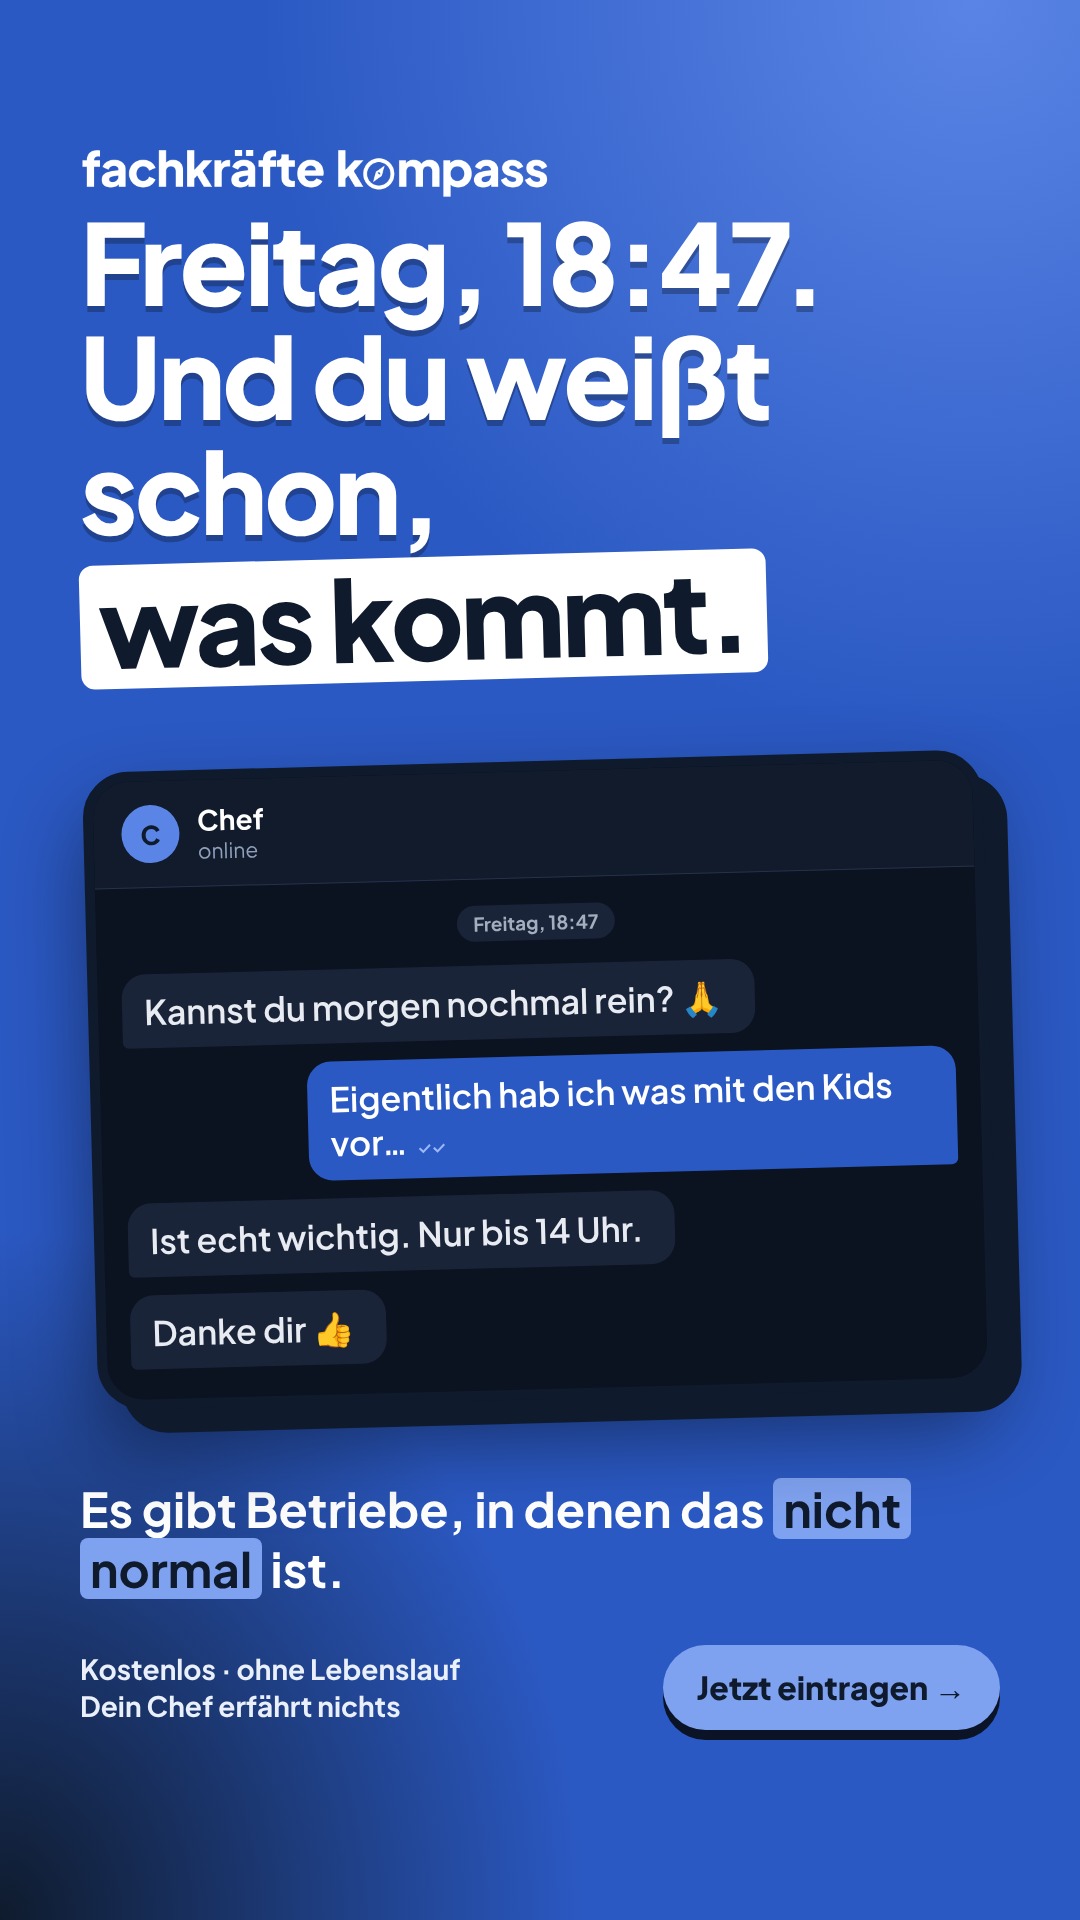 fachkräfte kompass
Freitag, 18:47.
Und du weißt
schon,
was kommt.
C
Chef
online
Freitag, 18:47
Kannst du morgen nochmal rein? 🙏
Eigentlich hab ich was mit den Kids
vor… ✓✓
Ist echt wichtig. Nur bis 14 Uhr.
Danke dir 👍
Es gibt Betriebe, in denen das nicht
normal ist.
Kostenlos · ohne Lebenslauf
Dein Chef erfährt nichts
Jetzt eintragen →